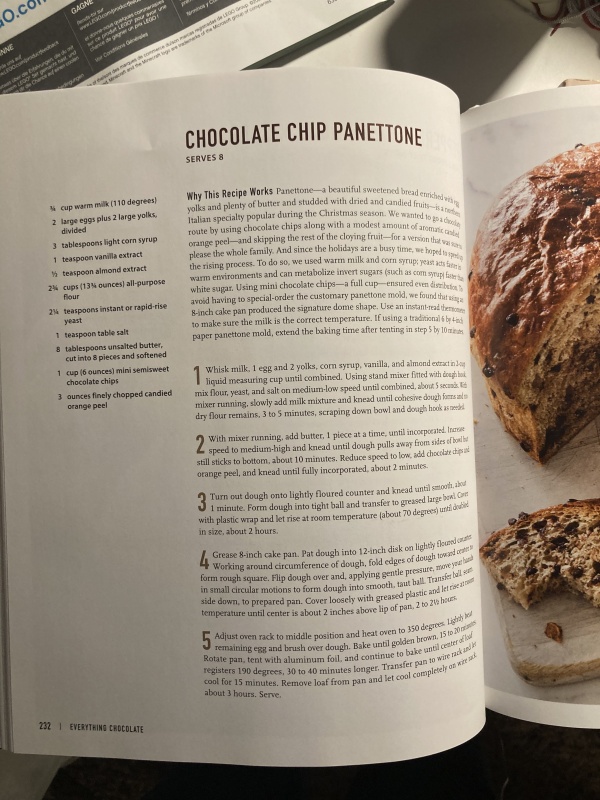 O.com
GAGNE
CHOCOLATE CHIP PANETTONE
SERVES 8
¾ cup warm milk (110 degrees)
2 large eggs plus 2 large yolks,
divided
3 tablespoons light corn syrup
1 teaspoon vanilla extract
½ teaspoon almond extract
2¾ cups (13¾ ounces) all-purpose
flour
2¼ teaspoons instant or rapid-rise
yeast
1 teaspoon table salt
8 tablespoons unsalted butter,
cut into 8 pieces and softened
1 cup (6 ounces) mini semisweet
chocolate chips
3 ounces finely chopped candied
orange peel
Why This Recipe Works Panettone—a beautiful sweetened bread enriched with egg
yolks and plenty of butter and studded with dried and candied fruits—is a northern
Italian specialty popular during the Christmas season. We wanted to go a chocolate
route by using chocolate chips along with a modest amount of aromatic candied
orange peel—and skipping the rest of the cloying fruit—for a version that was sure to
please the whole family. And since the holidays are a busy time, we hoped to speed up
the rising process. To do so, we used warm milk and corn syrup; yeast acts faster in
warm environments and can metabolize invert sugars (such as corn syrup) faster than
white sugar. Using mini chocolate chips—a full cup—ensured even distribution. To
avoid having to special-order the customary panettone mold, we found that using an
8-inch cake pan produced the signature dome shape. Use an instant-read thermometer
to make sure the milk is the correct temperature. If using a traditional 6 by 4-inch
paper panettone mold, extend the baking time after tenting in step 5 by 10 minutes.
1 Whisk milk, 1 egg and 2 yolks, corn syrup, vanilla, and almond extract in 2-cup
liquid measuring cup until combined. Using stand mixer fitted with dough hook,
mix flour, yeast, and salt on medium-low speed until combined, about 5 seconds. With
mixer running, slowly add milk mixture and knead until cohesive dough forms and no
dry flour remains, 3 to 5 minutes, scraping down bowl and dough hook as needed.
2 With mixer running, add butter, 1 piece at a time, until incorporated. Increase
speed to medium-high and knead until dough pulls away from sides of bowl but
still sticks to bottom, about 10 minutes. Reduce speed to low, add chocolate chips and
orange peel, and knead until fully incorporated, about 2 minutes.
3 Turn out dough onto lightly floured counter and knead until smooth, about
1 minute. Form dough into tight ball and transfer to greased large bowl. Cover
with plastic wrap and let rise at room temperature (about 70 degrees) until doubled
in size, about 2 hours.
4 Grease 8-inch cake pan. Pat dough into 12-inch disk on lightly floured counter.
Working around circumference of dough, fold edges of dough toward center to
form rough square. Flip dough over and, applying gentle pressure, move your hands
in small circular motions to form dough into smooth, taut ball. Transfer ball, seam
side down, to prepared pan. Cover loosely with greased plastic and let rise at room
temperature until center is about 2 inches above lip of pan, 2 to 2½ hours.
5 Adjust oven rack to middle position and heat oven to 350 degrees. Lightly beat
remaining egg and brush over dough. Bake until golden brown, 15 to 20 minutes.
Rotate pan, tent with aluminum foil, and continue to bake until center of loaf
registers 190 degrees, 30 to 40 minutes longer. Transfer pan to wire rack and let
cool for 15 minutes. Remove loaf from pan and let cool completely on wire rack,
about 3 hours. Serve.
232 | EVERYTHING CHOCOLATE